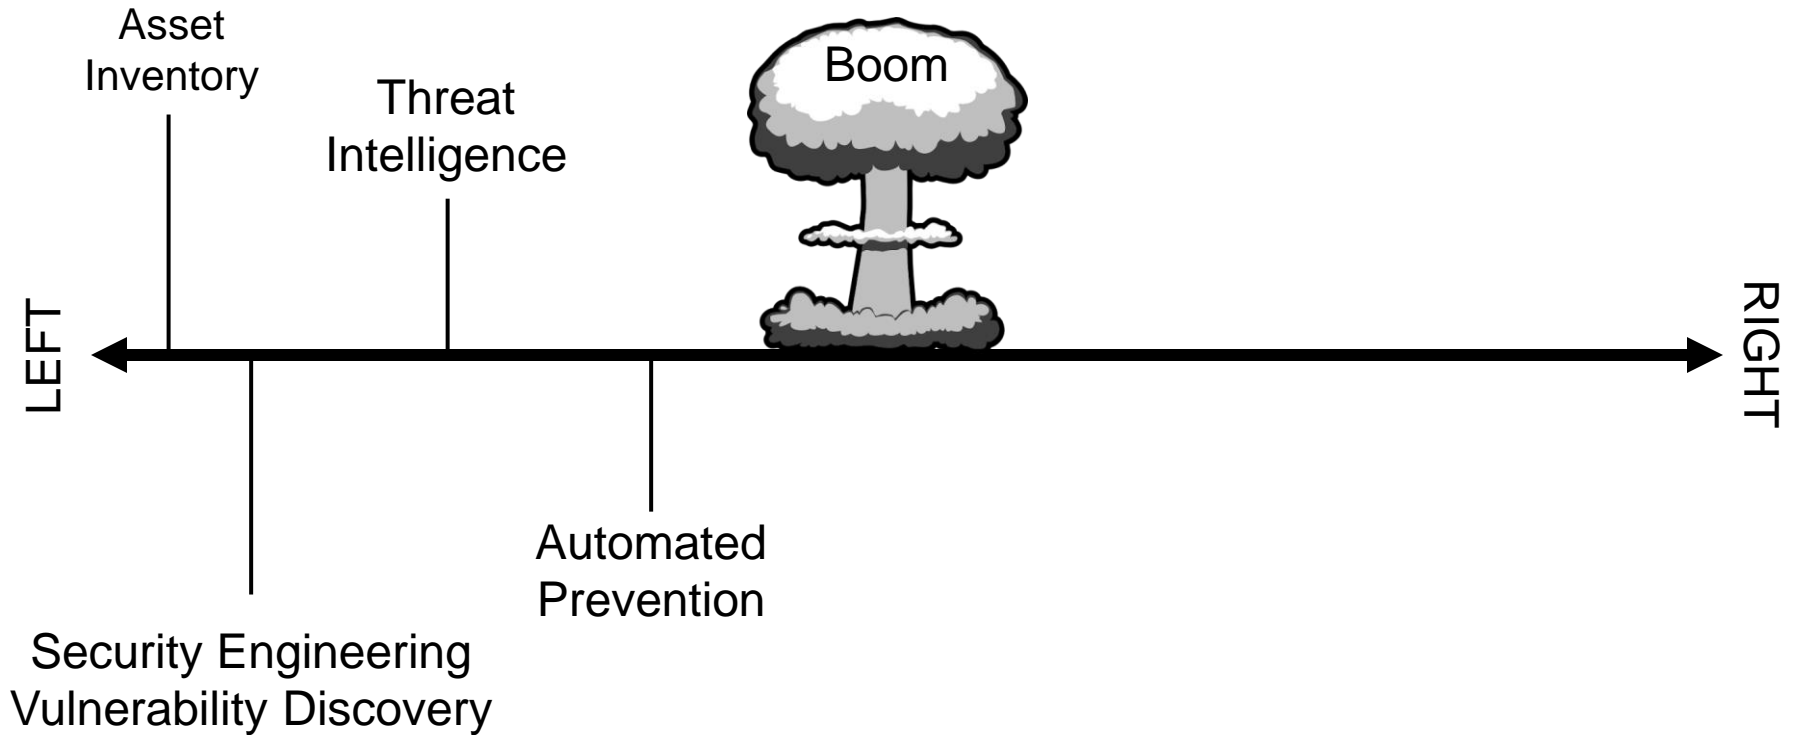 Asset
Inventory
Threat
Intelligence
Boom
LEFT
RIGHT
Automated
Prevention
Security Engineering
Vulnerability Discovery